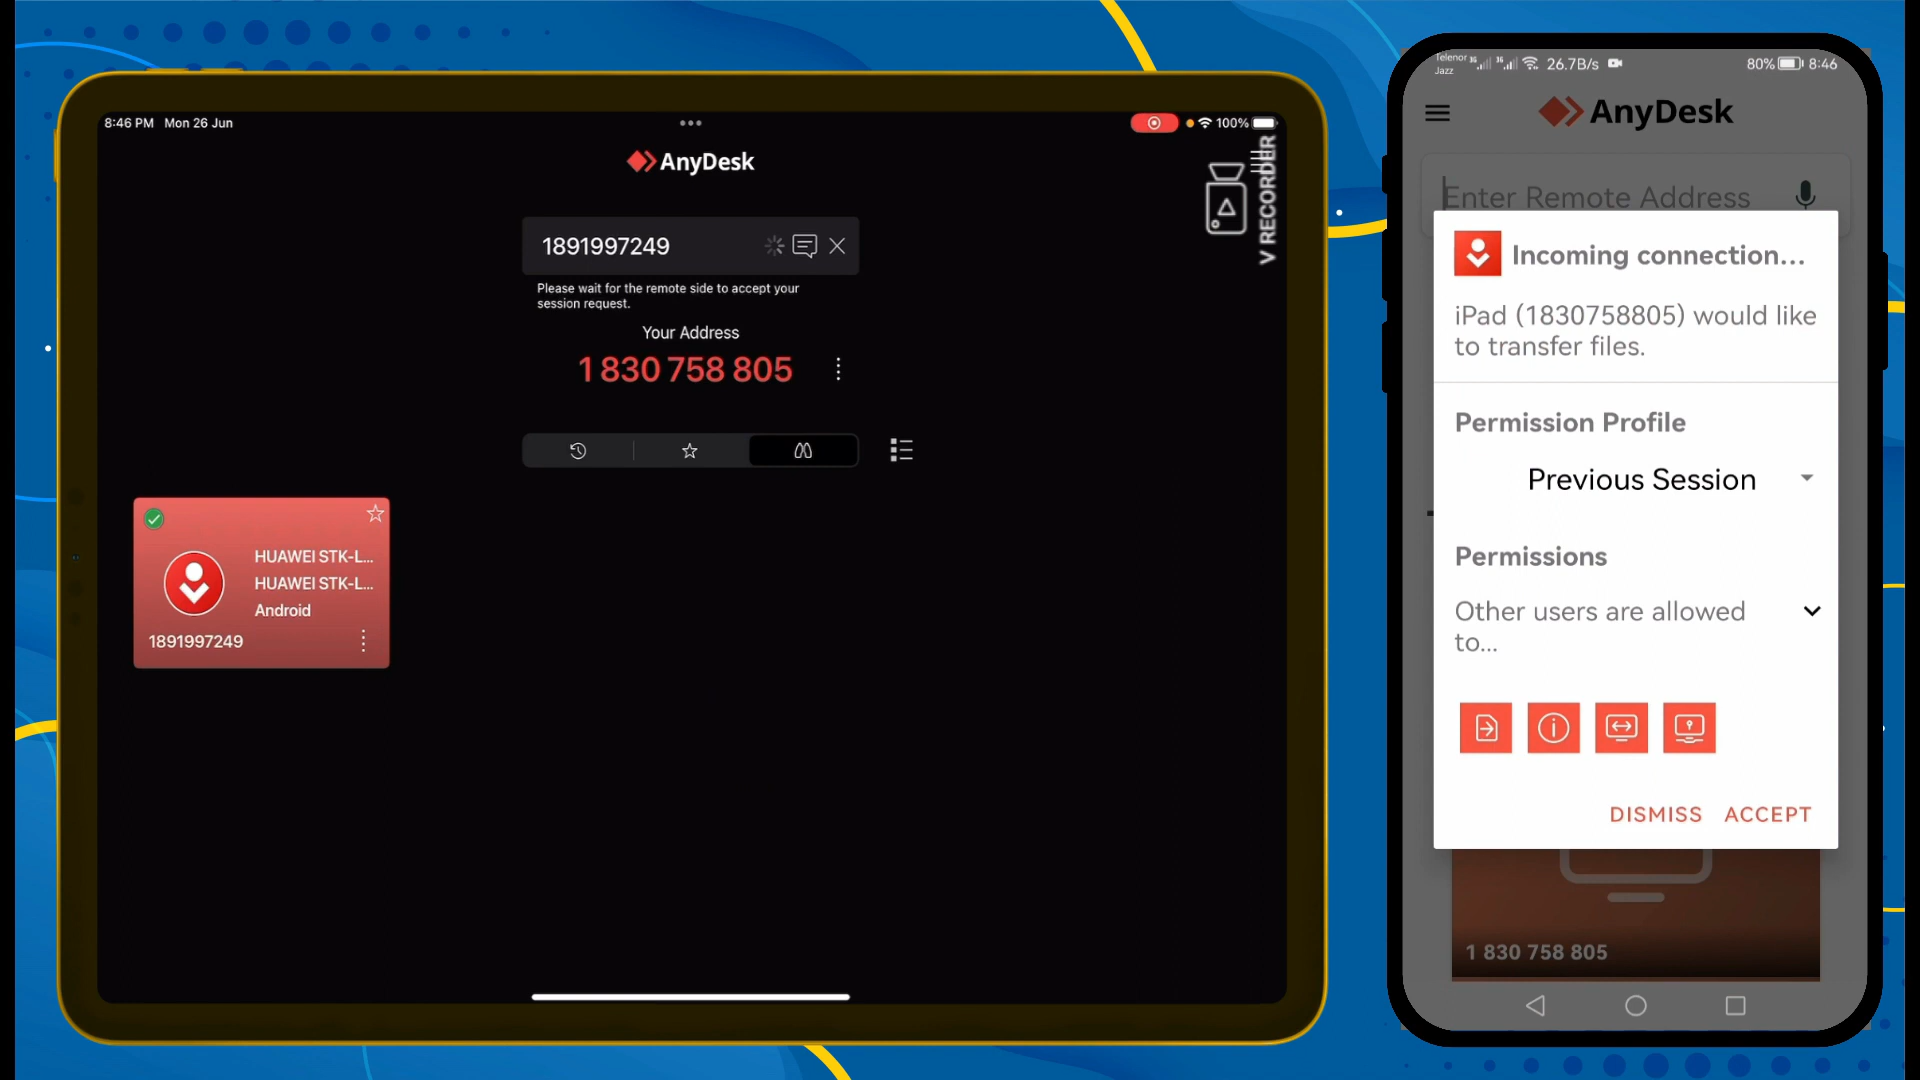 8:46 PM Mon 26 Jun
100%
AnyDesk
V RECORDER
1891997249
Please wait for the remote side to accept your
session request.
Your Address
1 830 758 805
HUAWEI STK-L...
HUAWEI STK-L...
Android
1891997249
Telenor
Jazz
3G
3G
26.7B/s
80%
8:46
AnyDesk
Enter Remote Address
Incoming connection...
iPad (1830758805) would like
to transfer files.
Permission Profile
Previous Session
Permissions
Other users are allowed
to...
DISMISS ACCEPT
1 830 758 805